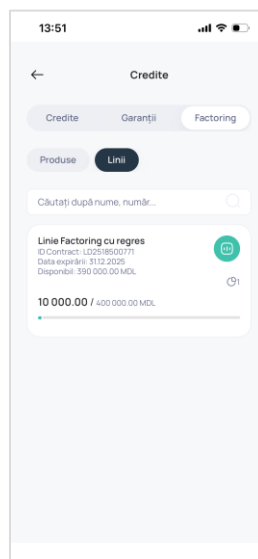 13:51
Credite
Credite Garanții Factoring
Produse Linii
Căutați după nume, număr...
Linie Factoring cu regres
ID Contract: LD2518500771
Data expirării: 31.12.2025
Disponibil: 390 000.00 MDL
1
10 000.00 / 400 000.00 MDL